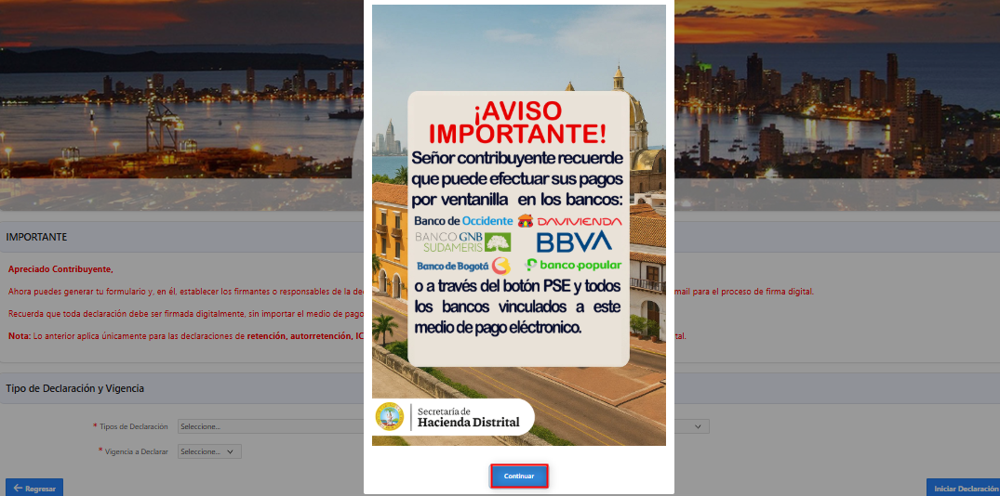 ¡AVISO
IMPORTANTE!
Señor contribuyente recuerde
que puede efectuar sus pagos
por ventanilla en los bancos:
Banco de Occidente DAVIVIENDA
BANCO GNB
SUDAMERIS BBVA
Banco de Bogotá banco popular
o a través del botón PSE y todos
los bancos vinculados a este
medio de pago eléctronico.
Secretaría de
Hacienda Distrital
Continuar
IMPORTANTE
Apreciado Contribuyente,
Ahora puedes generar tu formulario y, en él, establecer los firmantes o responsables de la de
mail para el proceso de firma digital.
Recuerda que toda declaración debe ser firmada digitalmente, sin importar el medio de pago
Nota: Lo anterior aplica únicamente para las declaraciones de retención, autorretención, IC
tal.
Tipo de Declaración y Vigencia
* Tipos de Declaración Seleccione...
* Vigencia a Declarar Seleccione...
Regresar
Iniciar Declaración